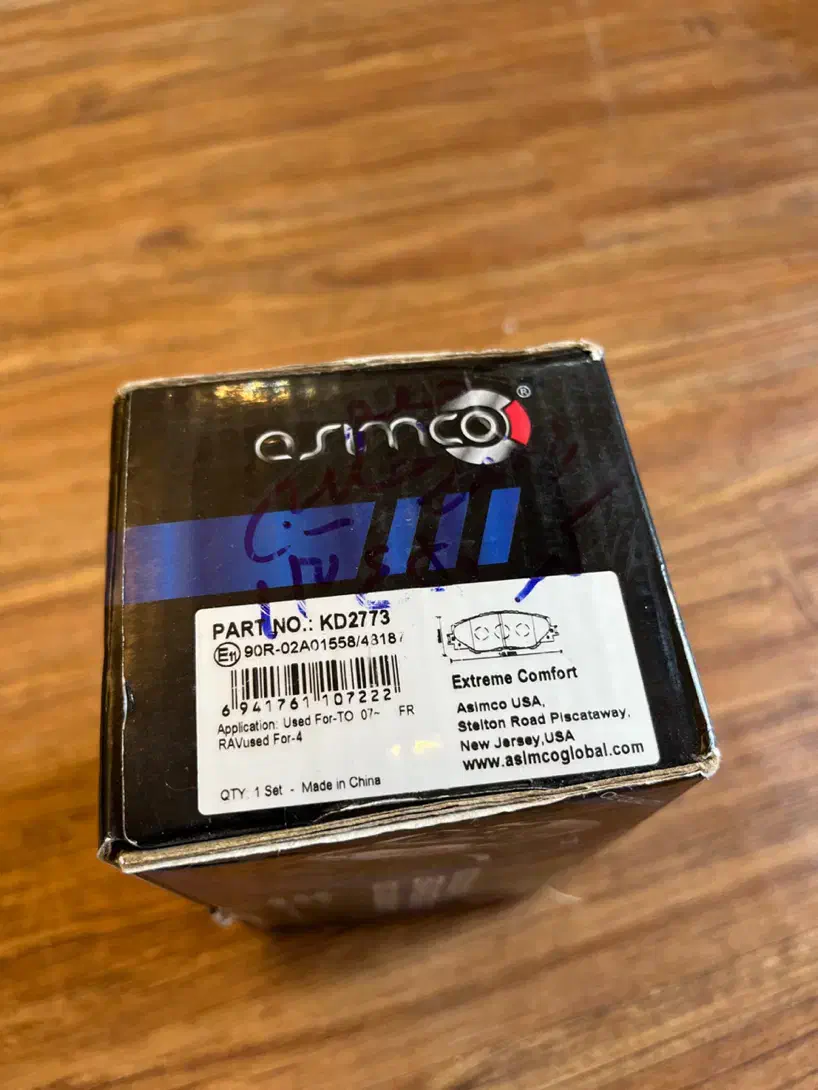 asimco®
PART NO.: KD2773
E11 90R-02A01558/43187
6 941761 107222
Application: Used For-TO 07~ FR
RAVused For-4
QTY: 1 Set - Made in China
Extreme Comfort
Asimco USA,
Stelton Road Piscataway,
New Jersey,USA
www.asimcoglobal.com